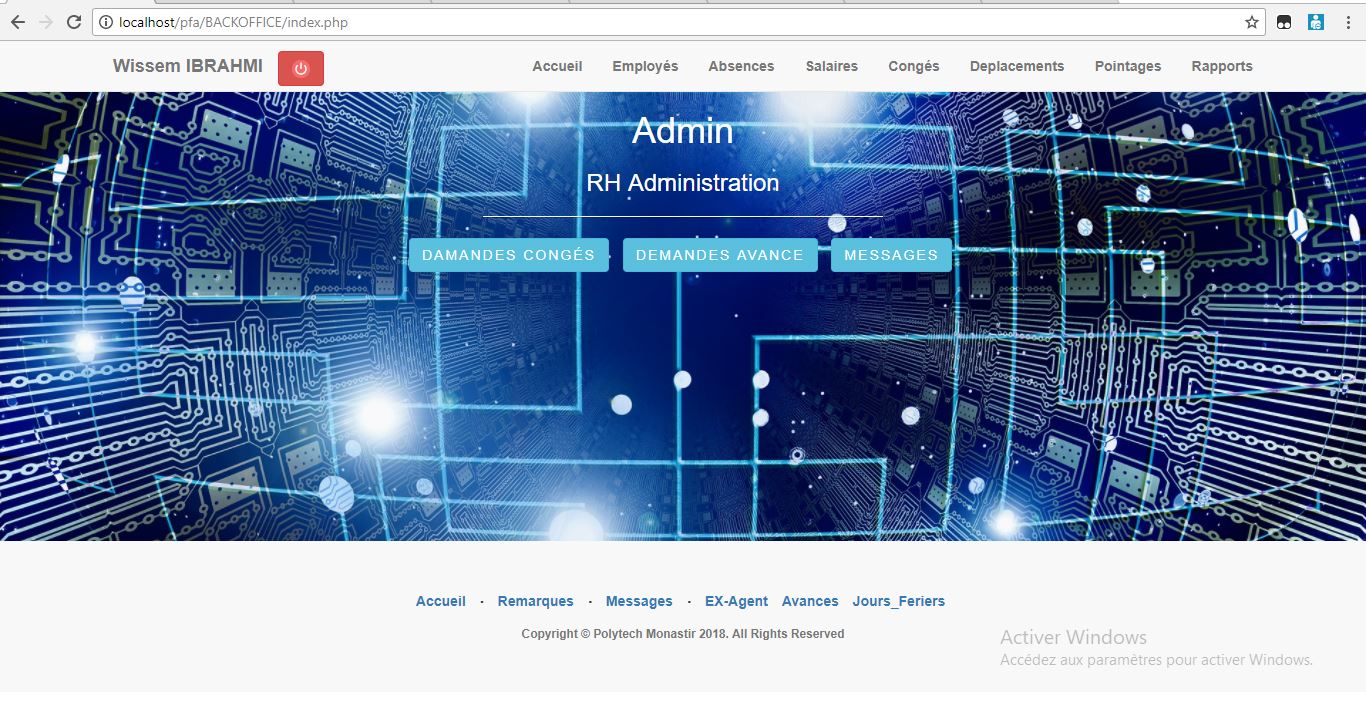 localhost/pfa/BACKOFFICE/index.php
Wissem IBRAHMI Accueil Employés Absences Salaires Congés Deplacements Pointages Rapports
Admin
RH Administration
DAMANDES CONGÉS DEMANDES AVANCE MESSAGES
Accueil · Remarques · Messages · EX-Agent Avances Jours_Feriers
Copyright © Polytech Monastir 2018. All Rights Reserved
Activer Windows
Accédez aux paramètres pour activer Windows.